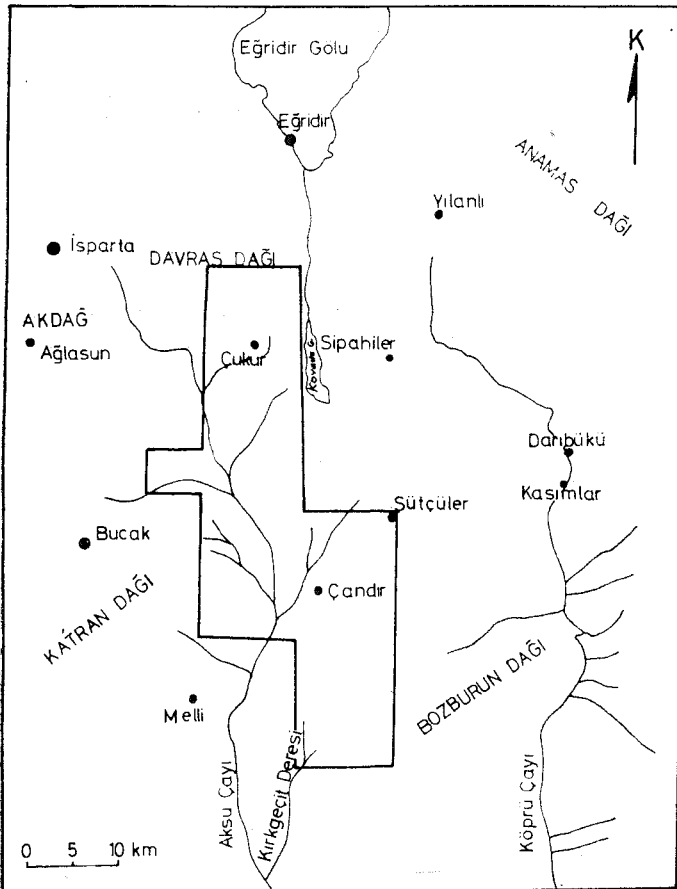 Eğridir Gölu
K
Eğridir
ANAMAS DAĞI
Yılanlı
İsparta
DAVRAS DAĞI
AKDAĞ
Ağlasun
Çukur
Kovada G.
Sipahiler
Darıbükü
Kasımlar
Sütçüler
Bucak
Çandır
KATRAN DAĞI
BOZBURUN DAĞI
Melli
Aksu Çayı
Kırkgeçit Deresi
Köprü Çayı
0 5 10 km